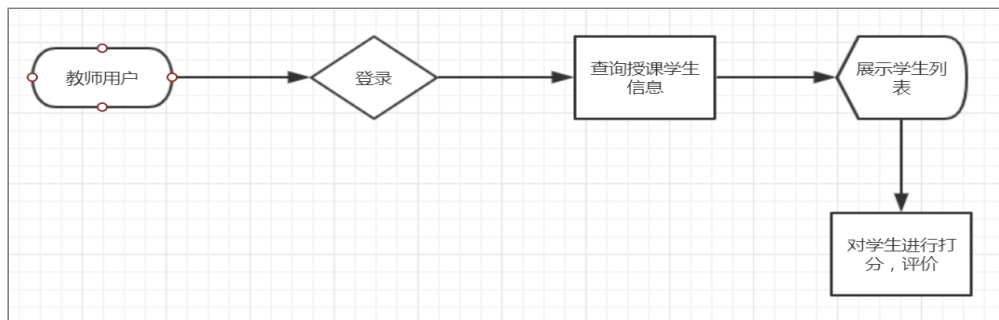 教师用户
登录
查询授课学生
信息
展示学生列
表
对学生进行打
分，评价